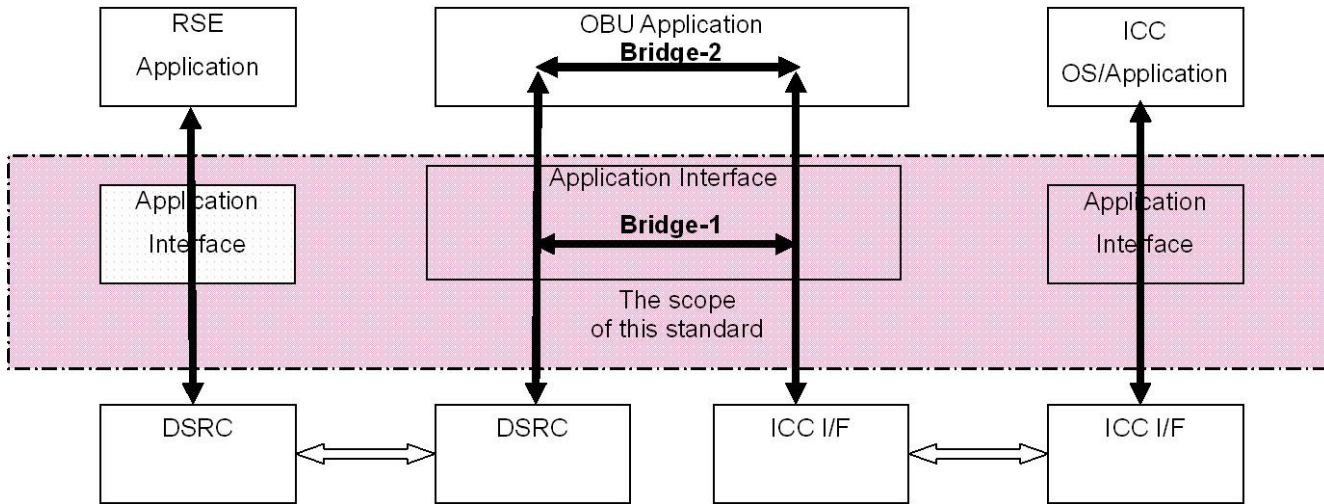 RSE
Application
OBU Application
Bridge-2
ICC
OS/Application
Application
Interface
Application Interface
Bridge-1
Application
Interface
The scope
of this standard
DSRC
DSRC
ICC I/F
ICC I/F